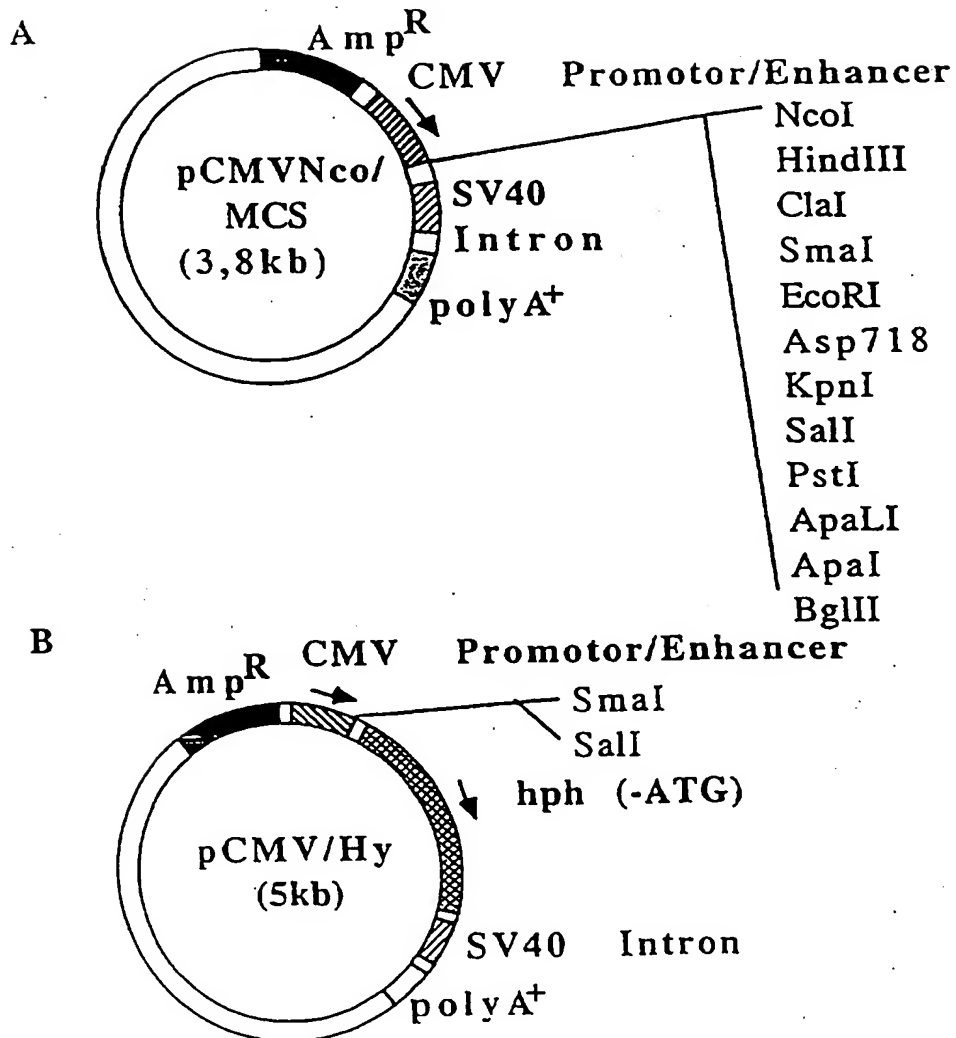 A
AmpR
CMV Promotor/Enhancer
pCMVNco/
MCS
(3,8kb)
SV40
Intron
polyA+
NcoI
HindIII
ClaI
SmaI
EcoRI
Asp718
KpnI
SalI
PstI
ApaLI
ApaI
BglII
B
AmpR
CMV Promotor/Enhancer
SmaI
SalI
hph (-ATG)
pCMV/Hy
(5kb)
SV40 Intron
polyA+